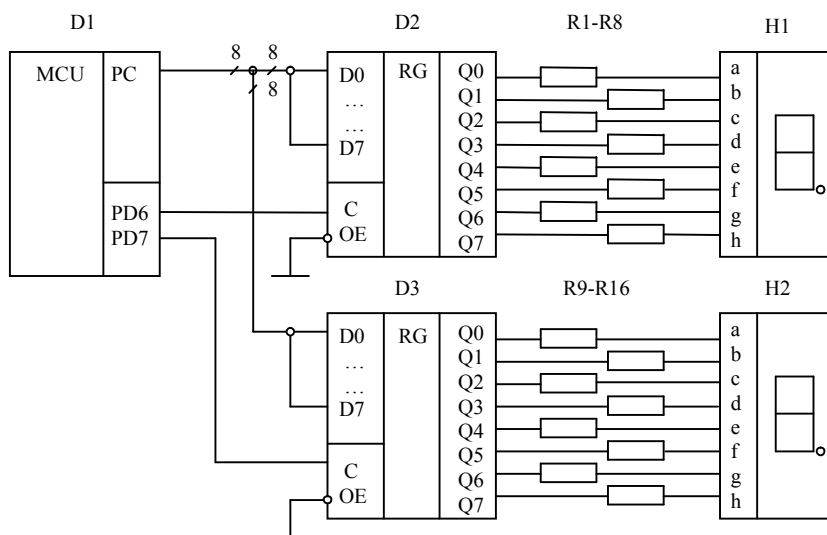 D1
D2
R1-R8
H1
MCU
PC
8
8
8
D0
...
...
D7
RG
C
OE
PD6
PD7
Q0
Q1
Q2
Q3
Q4
Q5
Q6
Q7
a
b
c
d
e
f
g
h
D3
R9-R16
H2
D0
...
...
D7
RG
C
OE
Q0
Q1
Q2
Q3
Q4
Q5
Q6
Q7
a
b
c
d
e
f
g
h